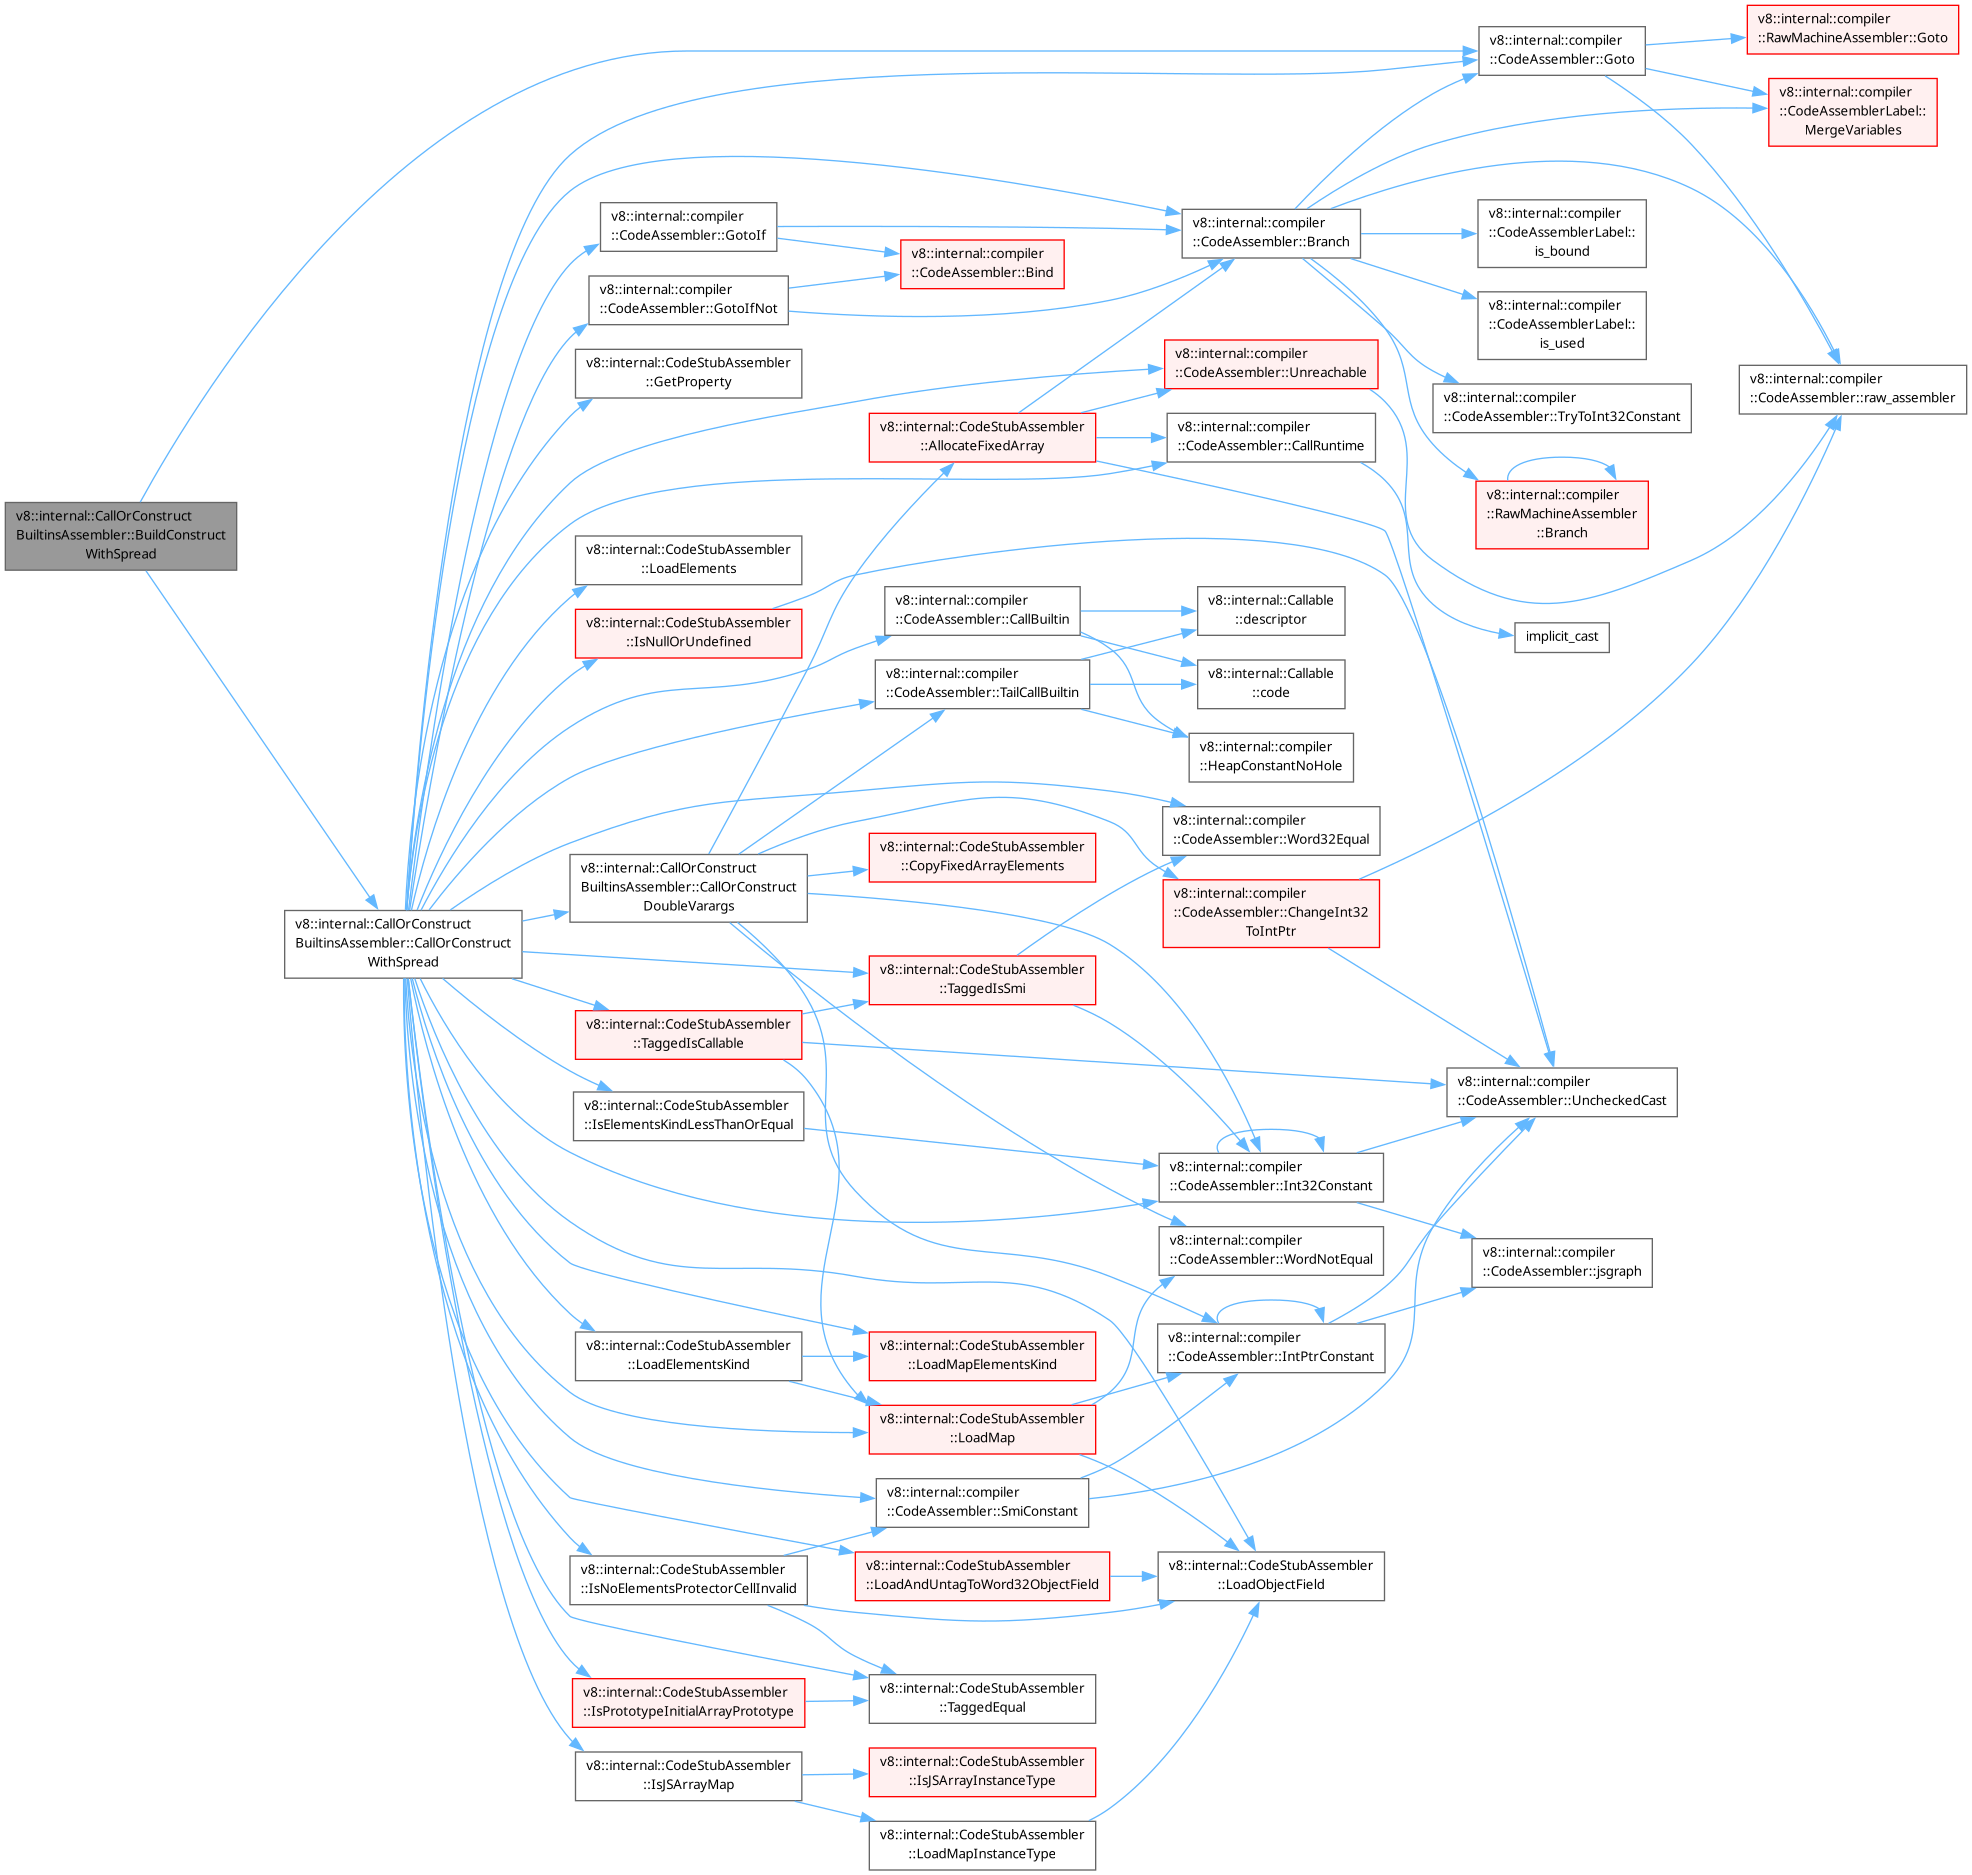 v8::internal::CallOrConstruct
BuiltinsAssembler::BuildConstruct
WithSpread
v8::internal::CallOrConstruct
BuiltinsAssembler::CallOrConstruct
WithSpread
v8::internal::compiler
::CodeAssembler::GotoIf
v8::internal::compiler
::CodeAssembler::GotoIfNot
v8::internal::CodeStubAssembler
::GetProperty
v8::internal::CodeStubAssembler
::LoadElements
v8::internal::CodeStubAssembler
::IsNullOrUndefined
v8::internal::CallOrConstruct
BuiltinsAssembler::CallOrConstruct
DoubleVarargs
v8::internal::CodeStubAssembler
::TaggedIsCallable
v8::internal::CodeStubAssembler
::IsElementsKindLessThanOrEqual
v8::internal::CodeStubAssembler
::LoadElementsKind
v8::internal::CodeStubAssembler
::IsNoElementsProtectorCellInvalid
v8::internal::CodeStubAssembler
::IsPrototypeInitialArrayPrototype
v8::internal::CodeStubAssembler
::IsJSArrayMap
v8::internal::compiler
::CodeAssembler::Bind
v8::internal::CodeStubAssembler
::AllocateFixedArray
v8::internal::compiler
::CodeAssembler::CallBuiltin
v8::internal::compiler
::CodeAssembler::TailCallBuiltin
v8::internal::CodeStubAssembler
::CopyFixedArrayElements
v8::internal::CodeStubAssembler
::TaggedIsSmi
v8::internal::CodeStubAssembler
::LoadMapElementsKind
v8::internal::CodeStubAssembler
::LoadMap
v8::internal::compiler
::CodeAssembler::SmiConstant
v8::internal::CodeStubAssembler
::LoadAndUntagToWord32ObjectField
v8::internal::CodeStubAssembler
::TaggedEqual
v8::internal::CodeStubAssembler
::IsJSArrayInstanceType
v8::internal::CodeStubAssembler
::LoadMapInstanceType
v8::internal::compiler
::CodeAssembler::Branch
v8::internal::compiler
::CodeAssembler::Unreachable
v8::internal::compiler
::CodeAssembler::CallRuntime
v8::internal::Callable
::descriptor
v8::internal::Callable
::code
v8::internal::compiler
::HeapConstantNoHole
v8::internal::compiler
::CodeAssembler::Word32Equal
v8::internal::compiler
::CodeAssembler::ChangeInt32
ToIntPtr
v8::internal::compiler
::CodeAssembler::Int32Constant
v8::internal::compiler
::CodeAssembler::WordNotEqual
v8::internal::compiler
::CodeAssembler::IntPtrConstant
v8::internal::CodeStubAssembler
::LoadObjectField
v8::internal::compiler
::CodeAssembler::Goto
v8::internal::compiler
::CodeAssemblerLabel::
is_bound
v8::internal::compiler
::CodeAssemblerLabel::
is_used
v8::internal::compiler
::CodeAssembler::TryToInt32Constant
v8::internal::compiler
::RawMachineAssembler
::Branch
implicit_cast
v8::internal::compiler
::CodeAssembler::UncheckedCast
v8::internal::compiler
::CodeAssembler::jsgraph
v8::internal::compiler
::RawMachineAssembler::Goto
v8::internal::compiler
::CodeAssemblerLabel::
MergeVariables
v8::internal::compiler
::CodeAssembler::raw_assembler